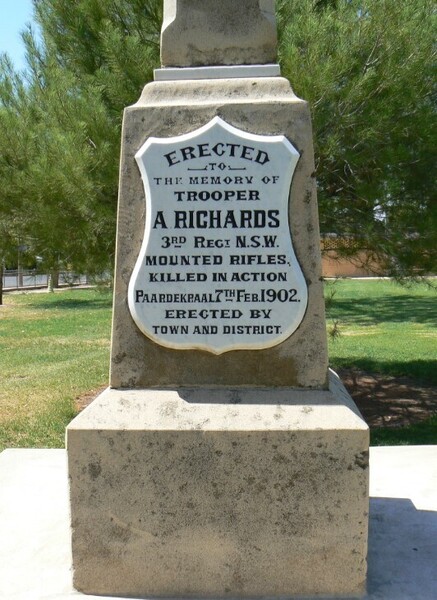 ERECTED
TO
THE MEMORY OF
TROOPER
A RICHARDS
3RD REGT N.S.W.
MOUNTED RIFLES,
KILLED IN ACTION
PAARDEKRAAL 7TH FEB. 1902.
ERECTED BY
TOWN AND DISTRICT.